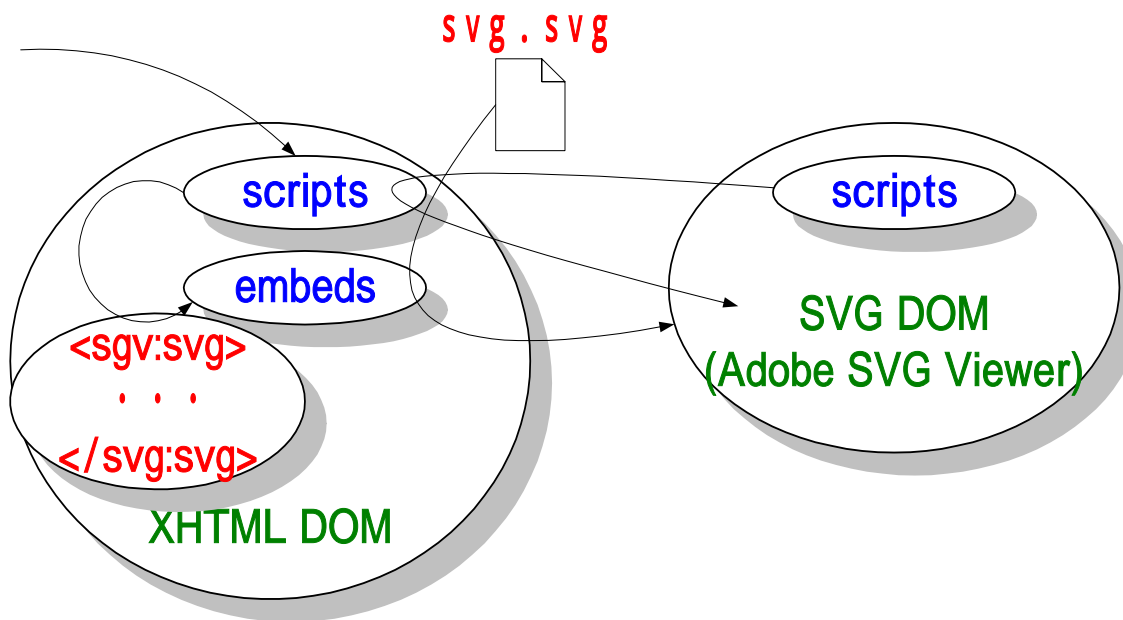 svg.svg
scripts
scripts
embeds
SVG DOM
(Adobe SVG Viewer)
<sgv:svg>
. . .
</svg:svg>
XHTML DOM